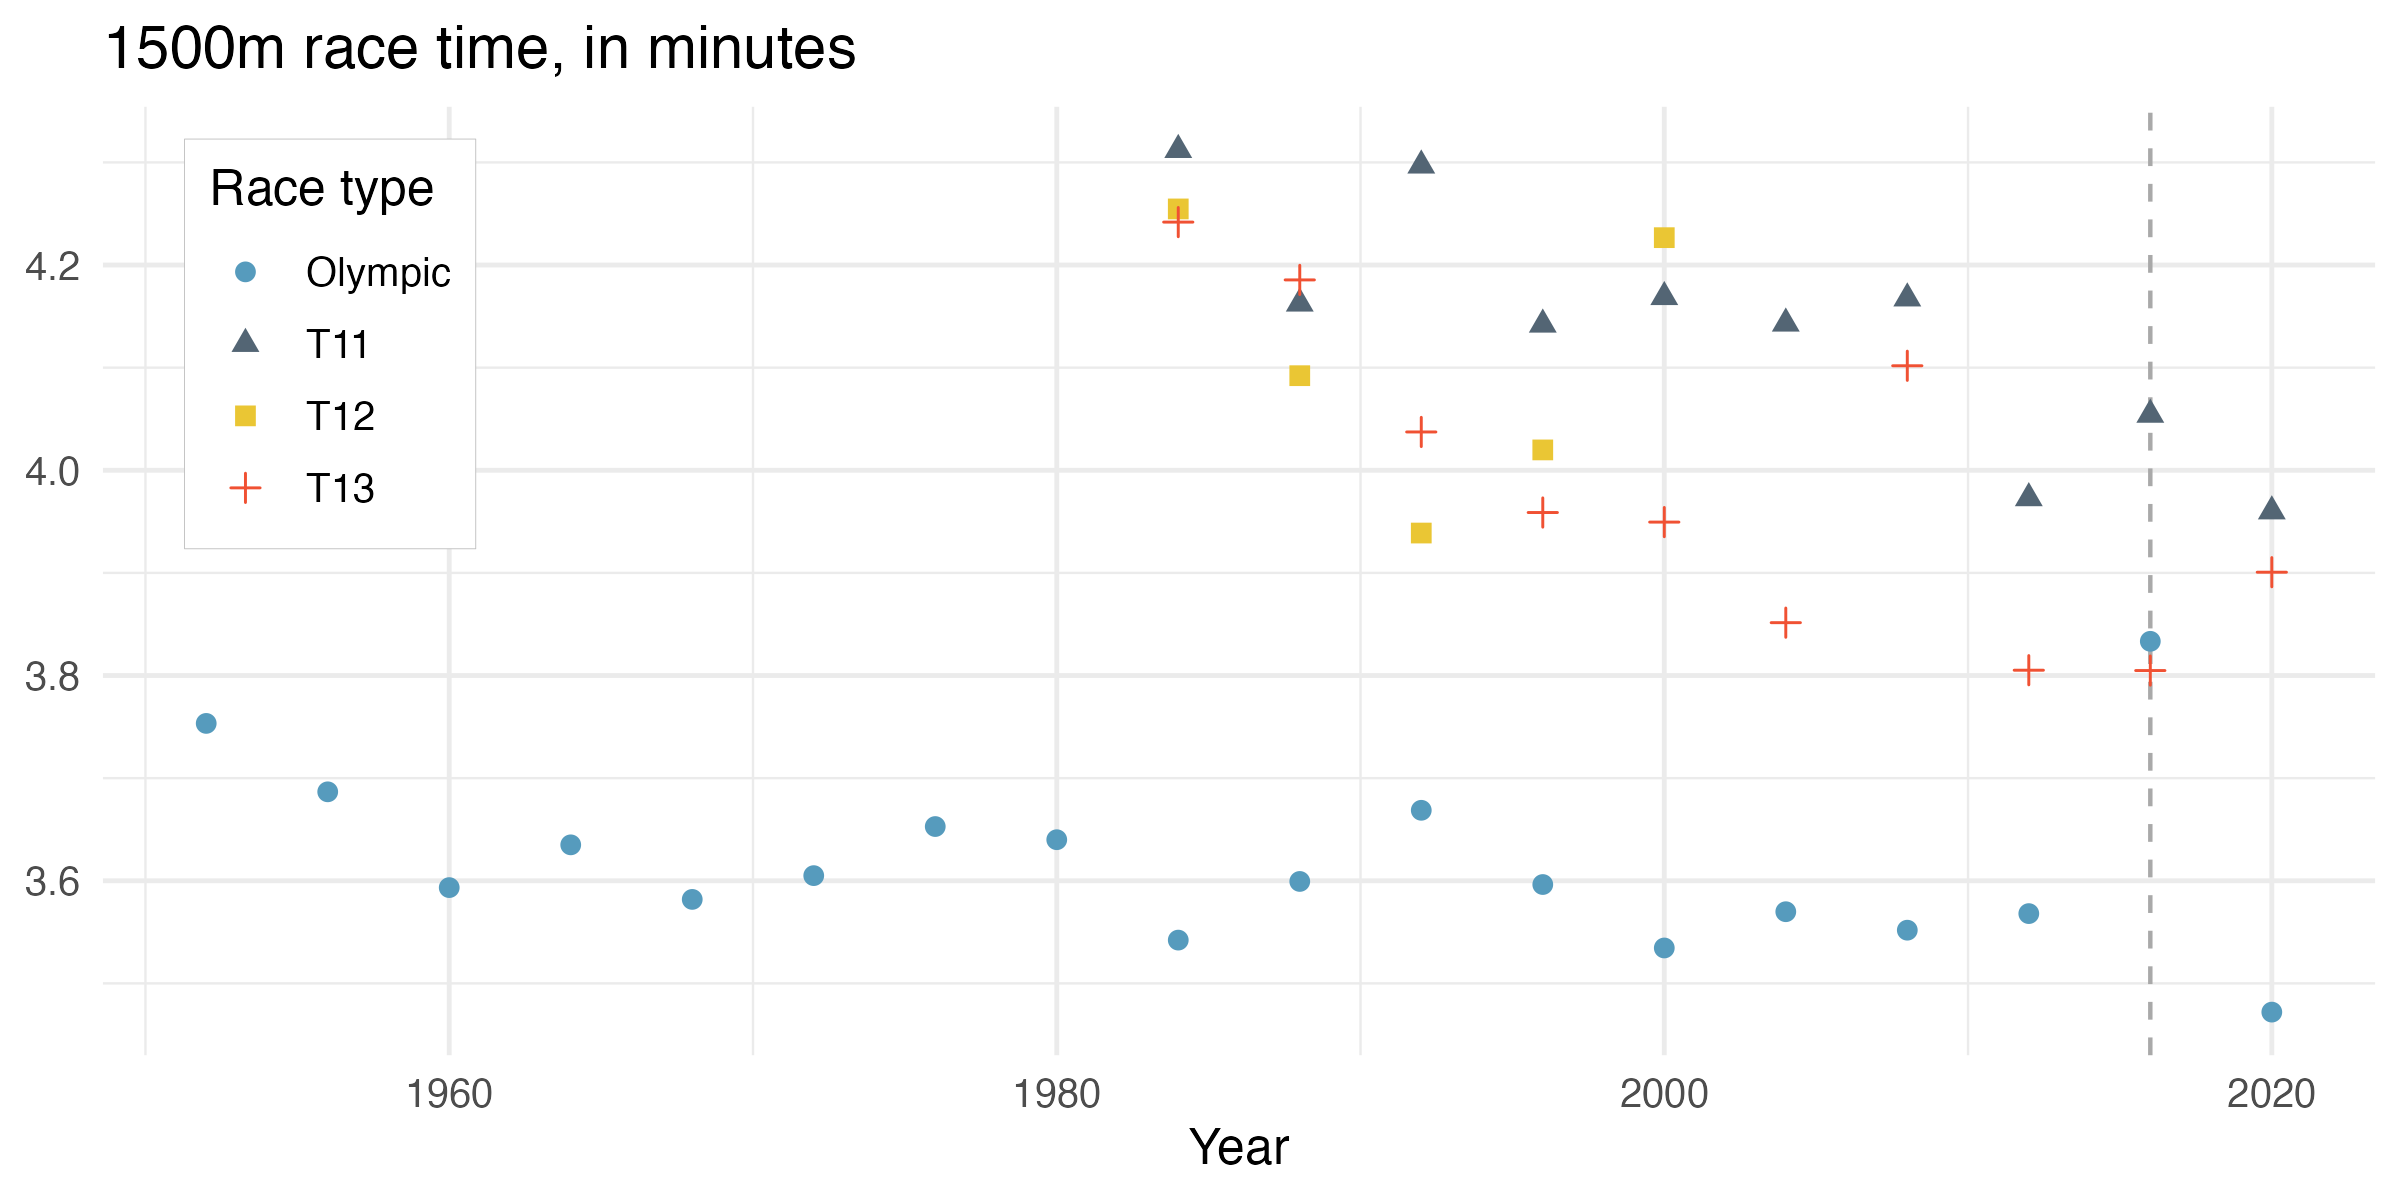 1500m race time, in minutes
Race type
Olympic
T11
T12
T13
4.2
4.0
3.8
3.6
1960 1980 2000 2020
Year